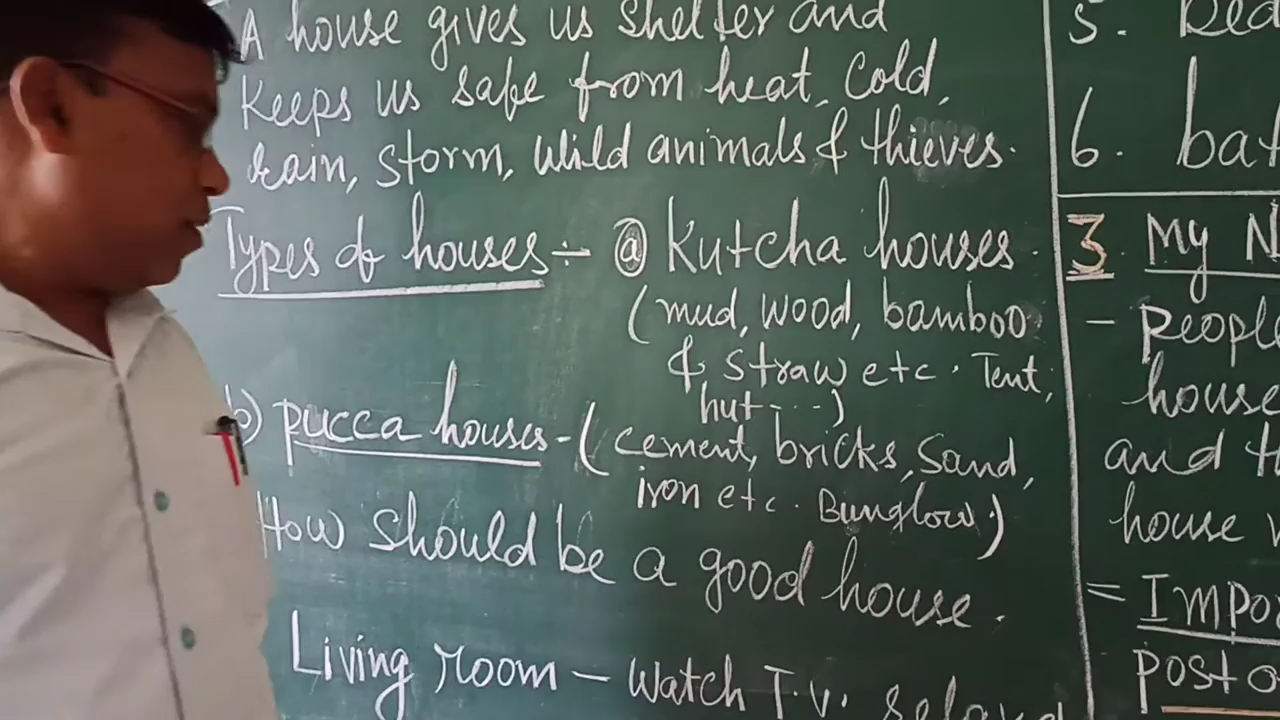 A house gives us shelter and
Keeps us safe from heat, Cold,
rain, storm, wild animals & thieves.
Types of houses ÷ @ Kutcha houses.
(mud, wood, bamboo
& straw etc. Tent,
hut ---)
b) Pucca houses - (cement, bricks, Sand,
iron etc. Bunglow.)
How should be a good house.
Living room – Watch T.V.
5.
6. bat
3. My N
– People
house
and th
house
= Impo
post o